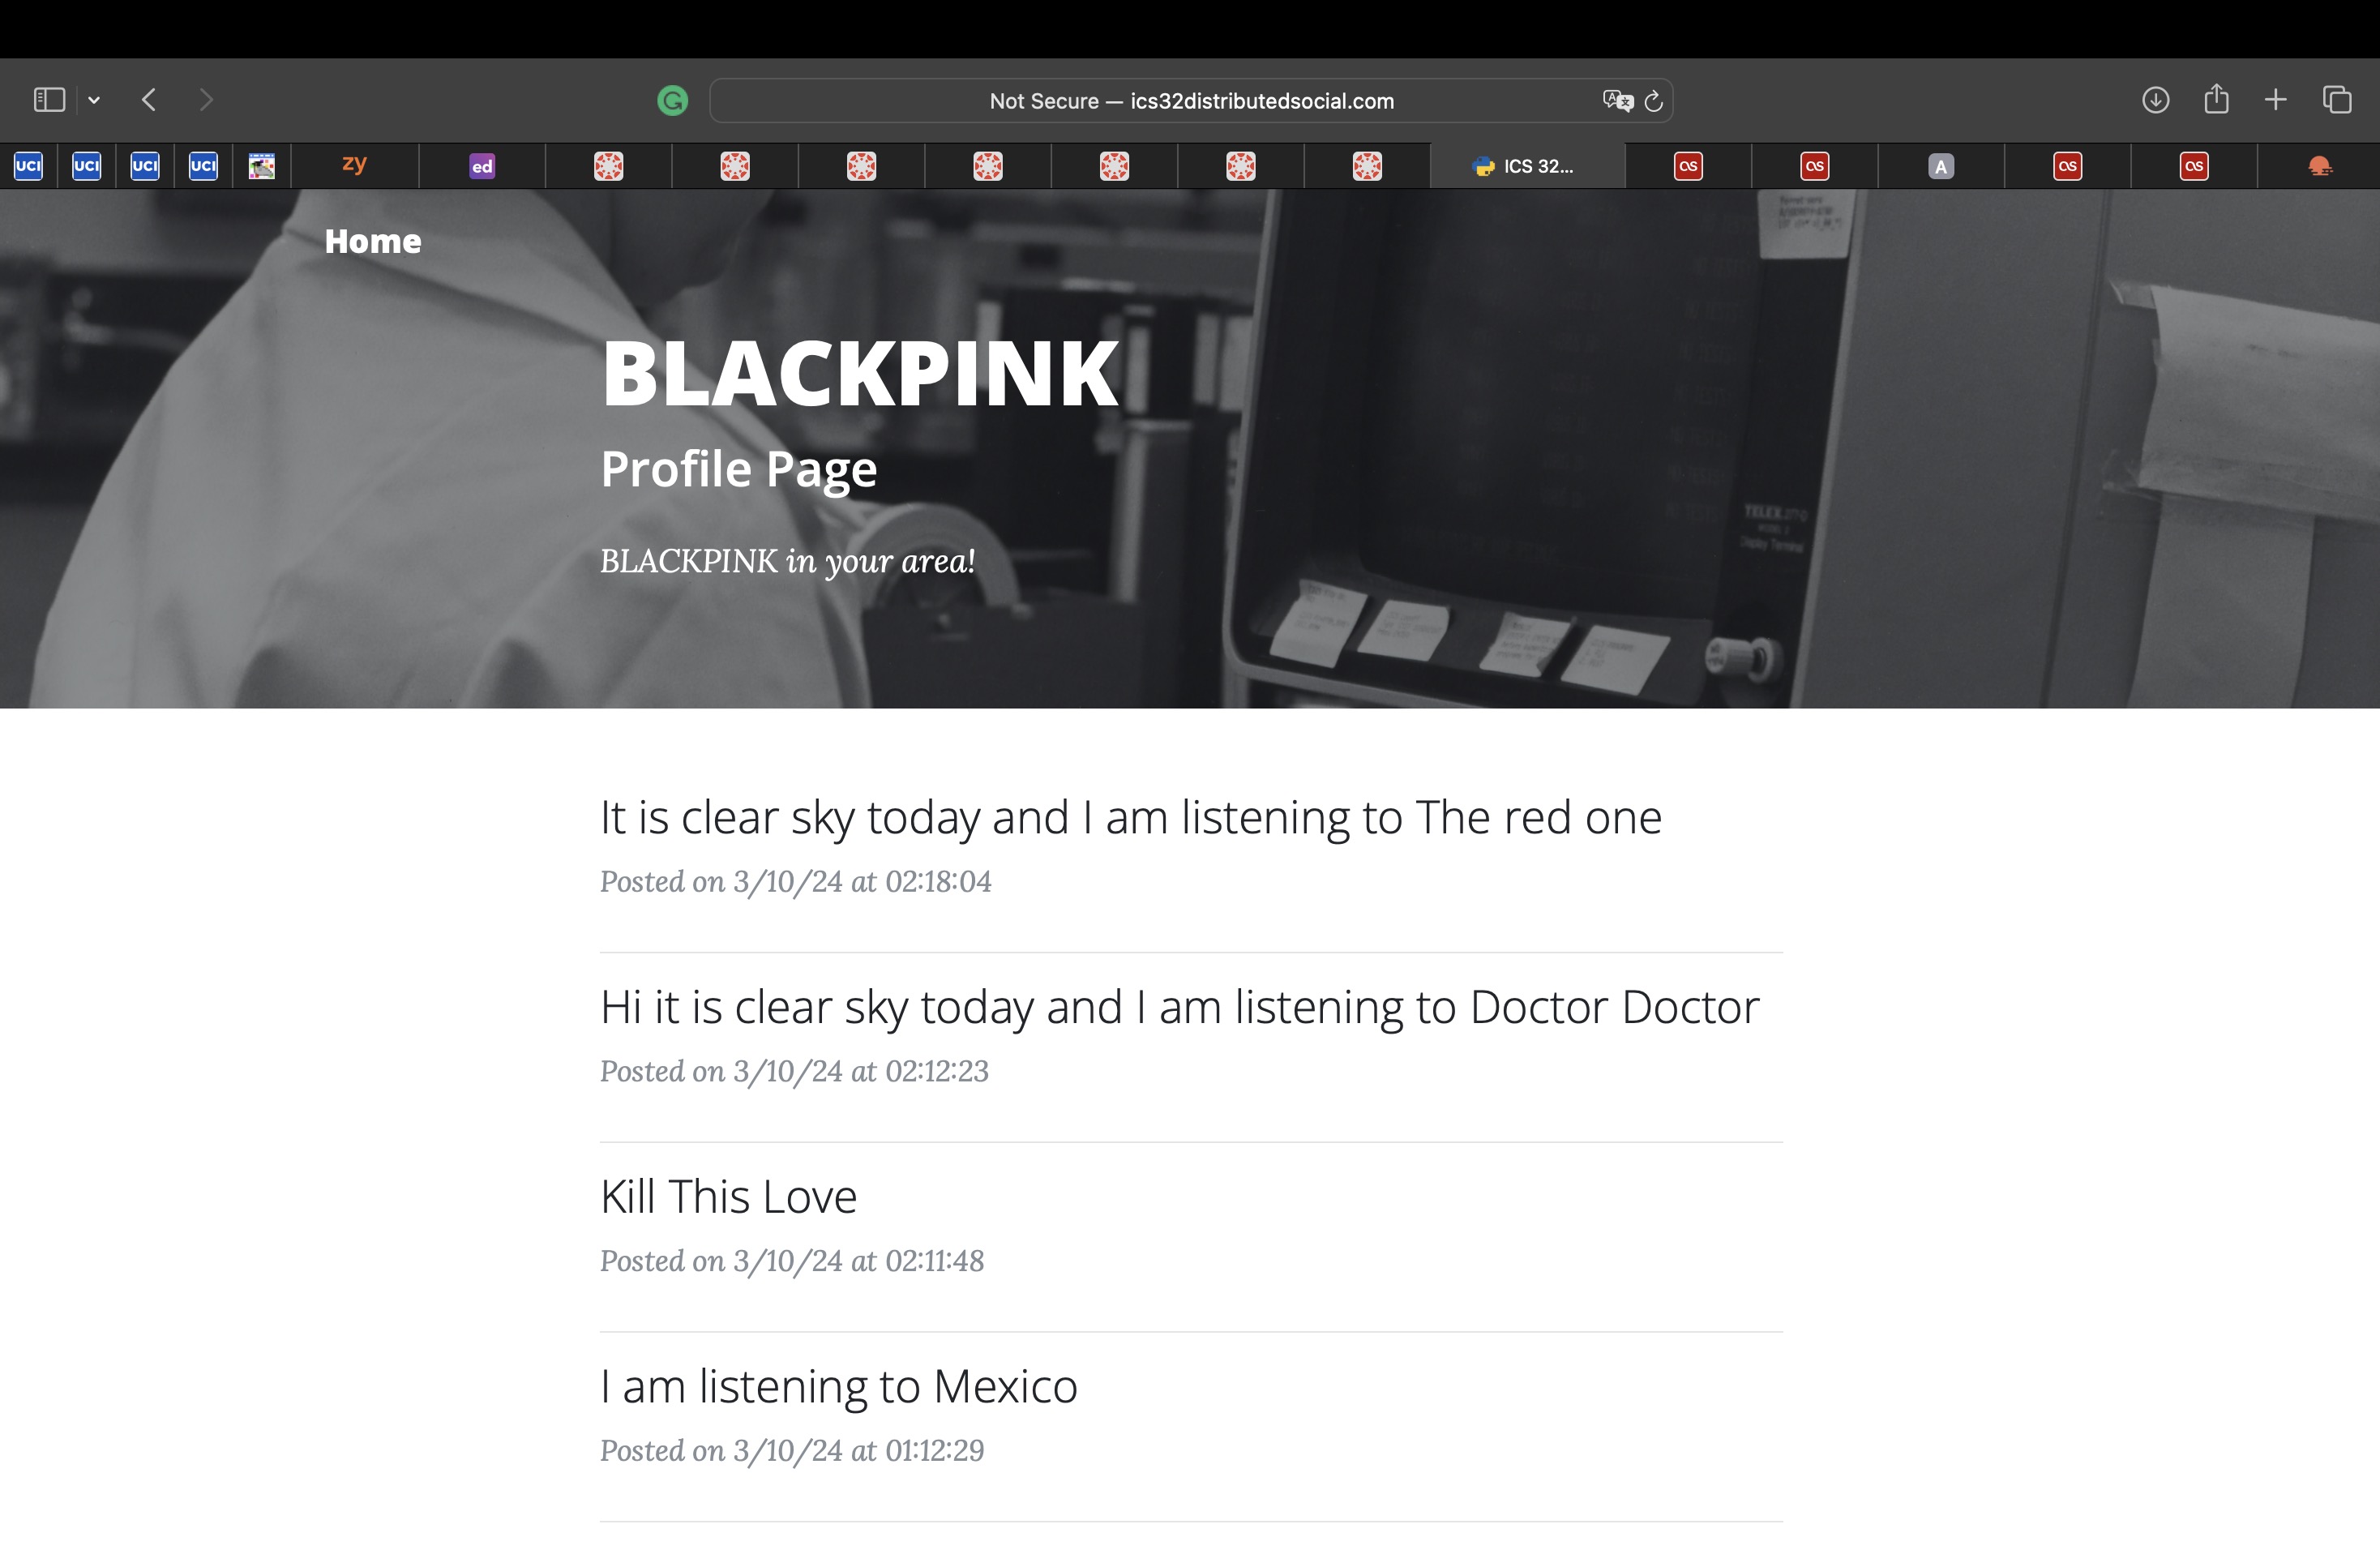 Not Secure — ics32distributedsocial.com
UCI UCI UCI UCI zy ed ICS 32... A
Home
BLACKPINK
Profile Page
BLACKPINK in your area!
TELEX
Display Terminal
It is clear sky today and I am listening to The red one
Posted on 3/10/24 at 02:18:04
Hi it is clear sky today and I am listening to Doctor Doctor
Posted on 3/10/24 at 02:12:23
Kill This Love
Posted on 3/10/24 at 02:11:48
I am listening to Mexico
Posted on 3/10/24 at 01:12:29